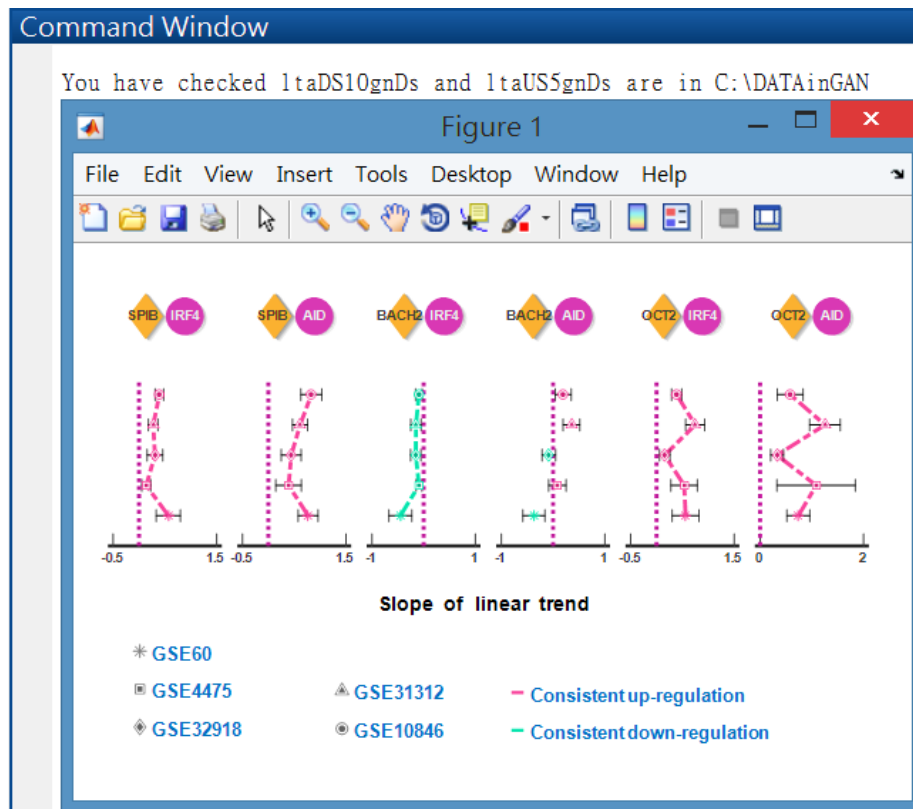 Command Window
You have checked ltaDS10gnDs and ltaUS5gnDs are in C:\DATAinGAN
Figure 1
File Edit View Insert Tools Desktop Window Help
SPIB IRF4 SPIB AID BACH2 IRF4 BACH2 AID OCT2 IRF4 OCT2 AID
-0.5 1.5 -0.5 1.5 -1 1 -1 1 -0.5 1.5 0 2
Slope of linear trend
GSE60
GSE4475 GSE31312 Consistent up-regulation
GSE32918 GSE10846 Consistent down-regulation